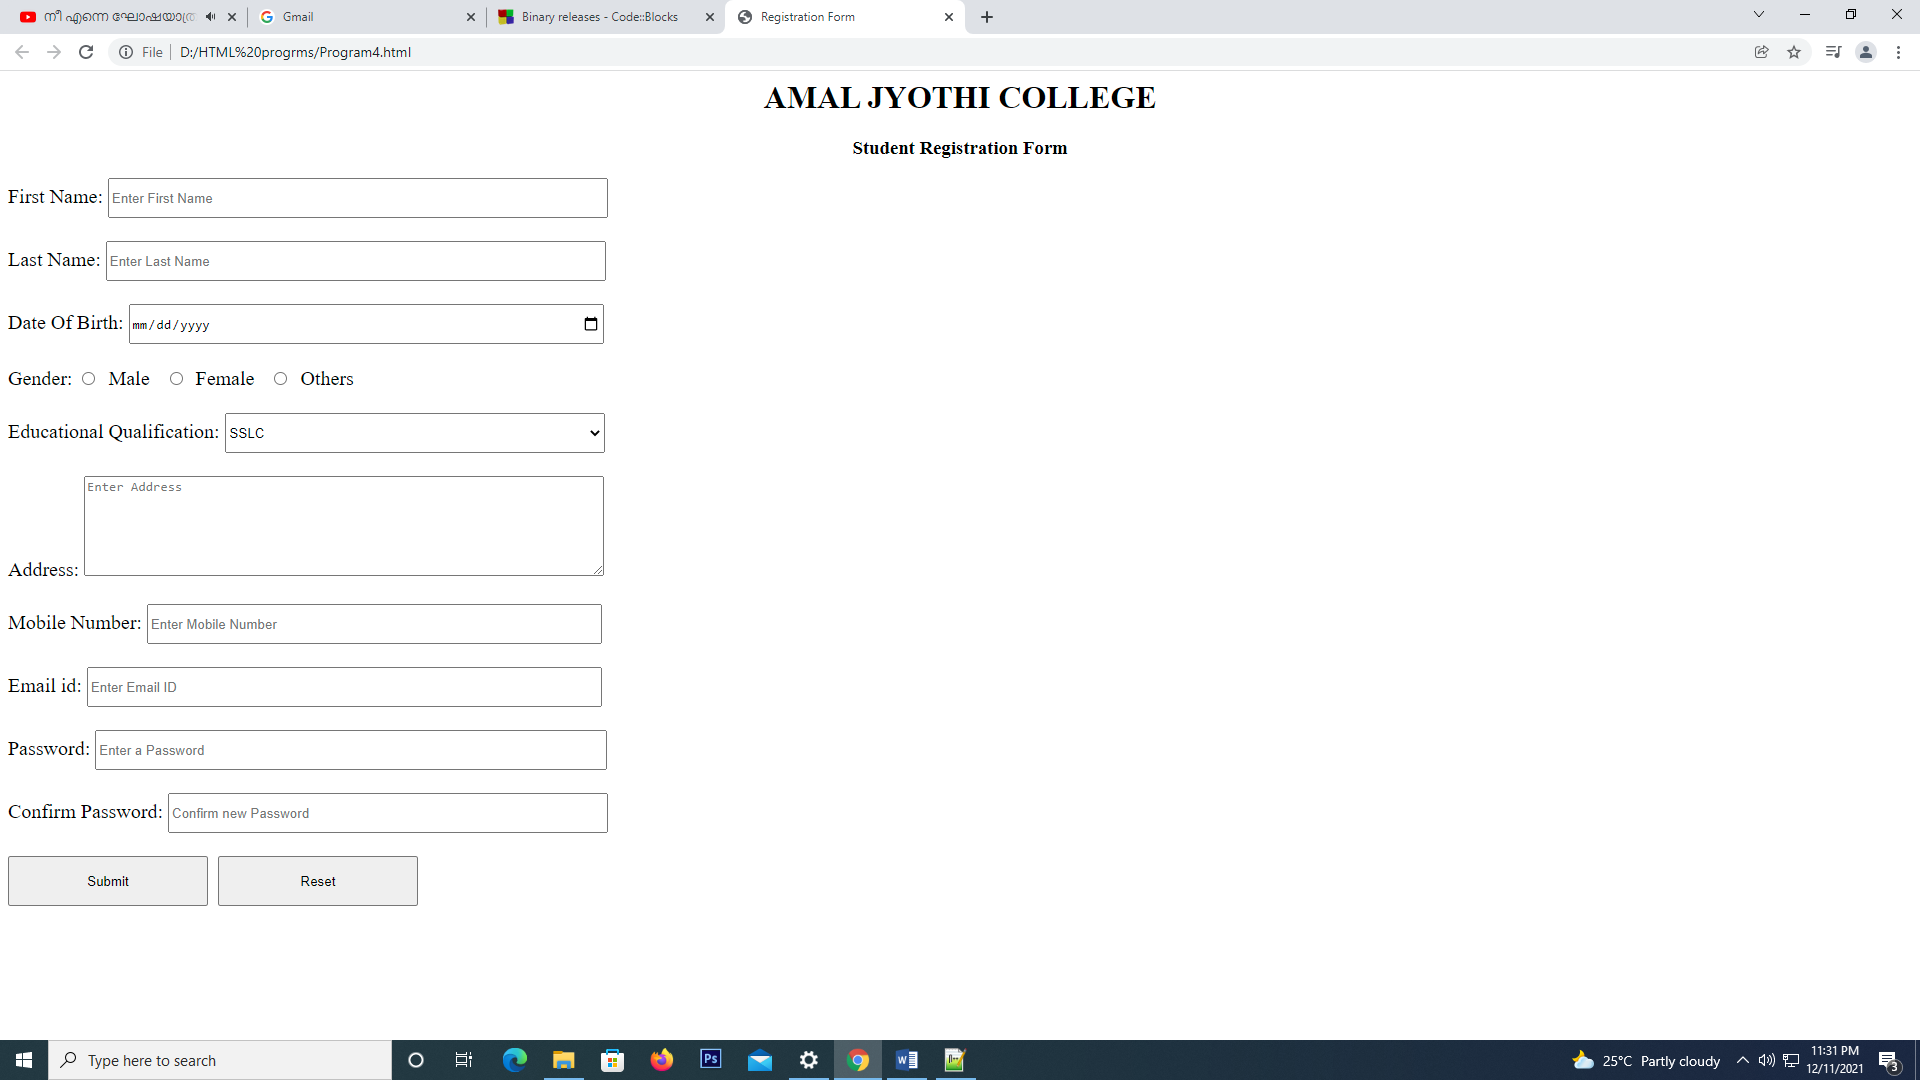 നീ എന്നെ ഘോഷയാത്ര
Gmail
Binary releases - Code::Blocks
Registration Form
File
D:/HTML%20progrms/Program4.html
AMAL JYOTHI COLLEGE
Student Registration Form
First Name: Enter First Name
Last Name: Enter Last Name
Date Of Birth: mm/dd/yyyy
Gender: Male Female Others
Educational Qualification: SSLC
Enter Address
Address:
Mobile Number: Enter Mobile Number
Email id: Enter Email ID
Password: Enter a Password
Confirm Password: Confirm new Password
Submit Reset
Type here to search
Ps
25°C Partly cloudy
11:31 PM
12/11/2021
3